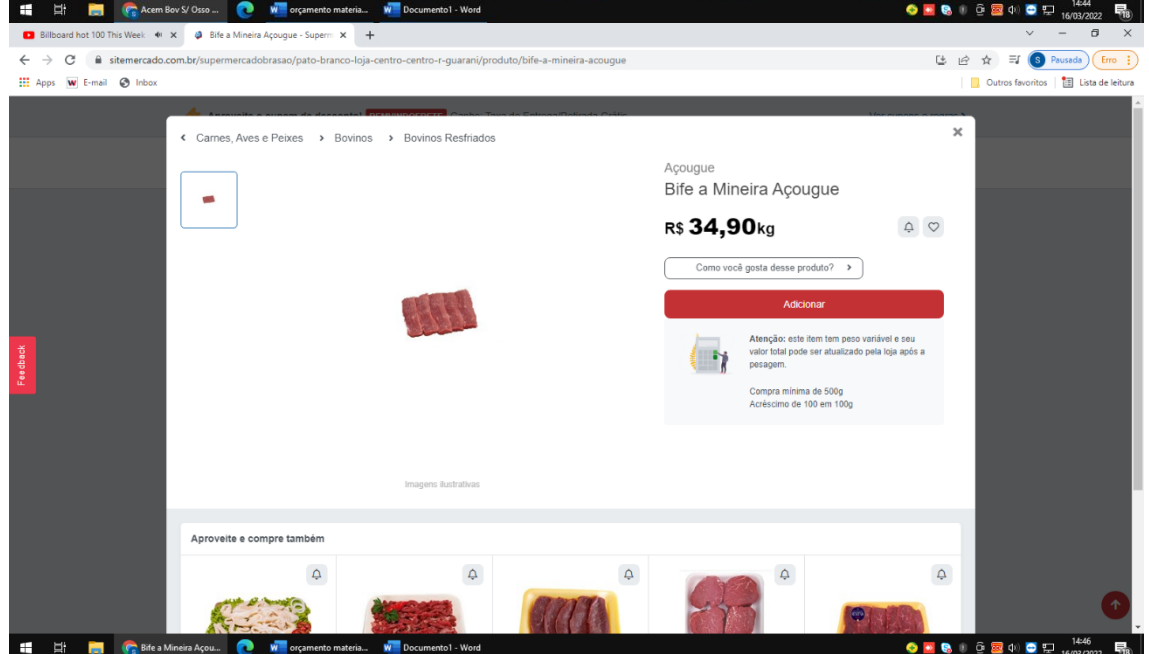 Acem Bov S/ Osso ...
orçamento materia...
Documento1 - Word
14:44
16/03/2022
18
Billboard hot 100 This Week
Bife a Mineira Açougue - Superm
sitemercado.com.br/supermercadobrasao/pato-branco-loja-centro-centro-r-guarani/produto/bife-a-mineira-acougue
S
Pausada
Erro
Apps
E-mail
Inbox
Outros favoritos
Lista de leitura
Carnes, Aves e Peixes > Bovinos > Bovinos Resfriados
Açougue
Bife a Mineira Açougue
R$ 34,90kg
Como você gosta desse produto? >
Adicionar
Atenção: este item tem peso variável e seu
valor total pode ser atualizado pela loja após a
pesagem.
Compra mínima de 500g
Acréscimo de 100 em 100g
Feedback
Imagens ilustrativas
Aproveite e compre também
Bife a Mineira Açou...
orçamento materia...
Documento1 - Word
14:46
16/03/2022
18